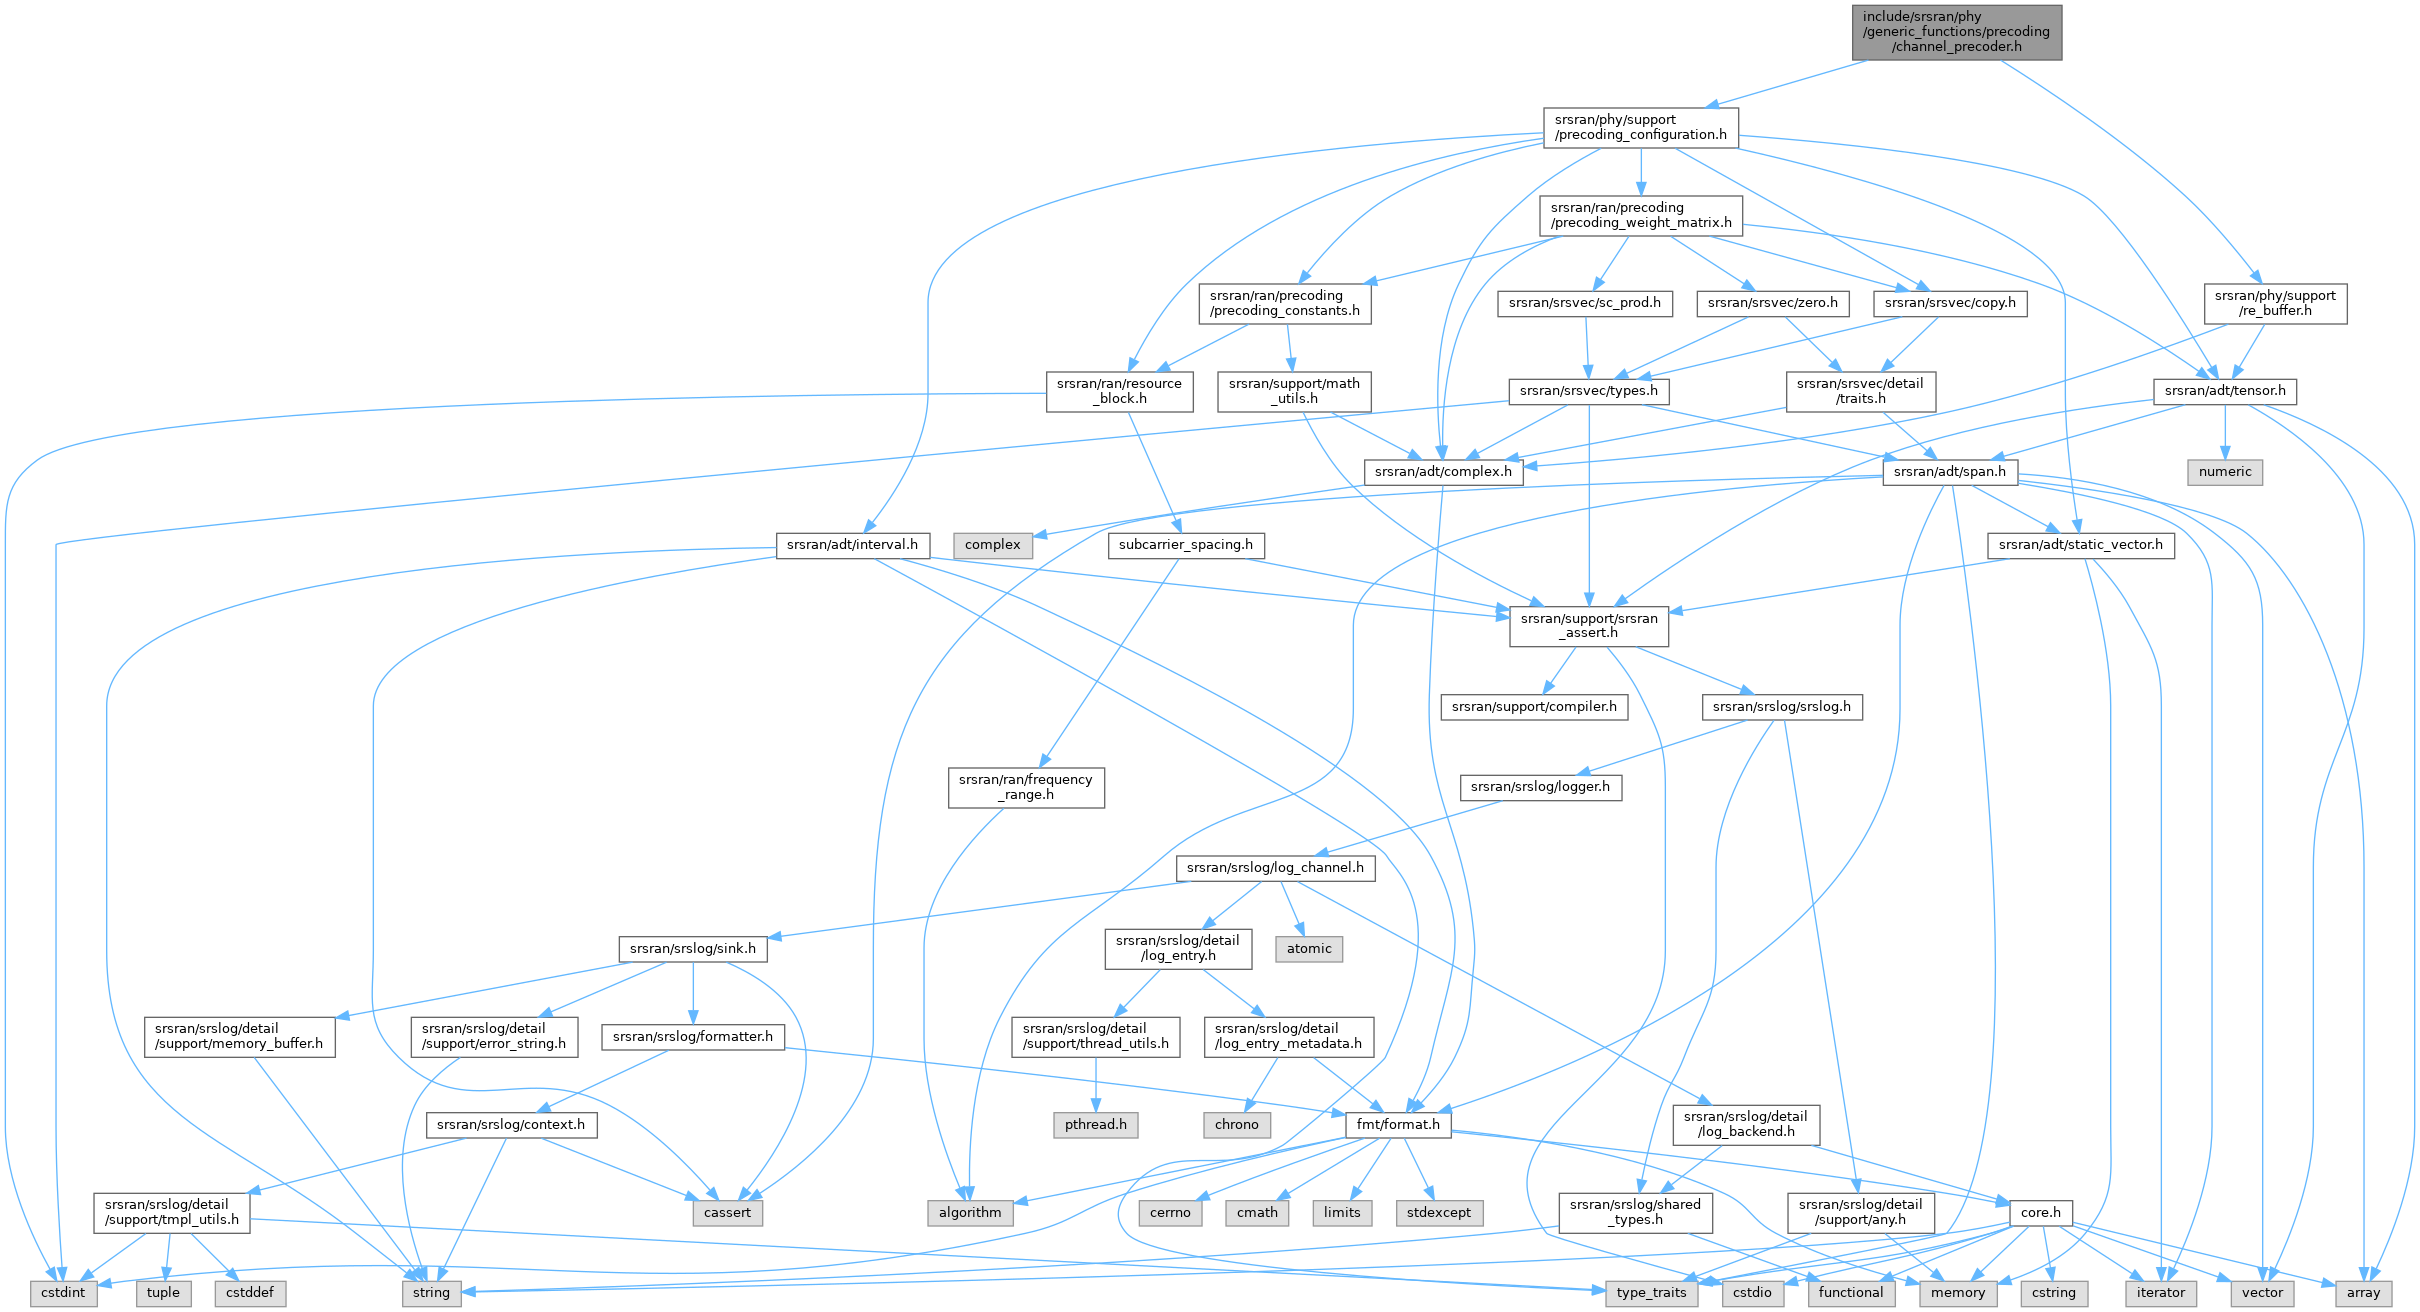 include/srsran/phy
/generic_functions/precoding
/channel_precoder.h
srsran/phy/support
/precoding_configuration.h
srsran/ran/precoding
/precoding_weight_matrix.h
srsran/ran/precoding
/precoding_constants.h
srsran/srsvec/sc_prod.h
srsran/srsvec/zero.h
srsran/srsvec/copy.h
srsran/phy/support
/re_buffer.h
srsran/ran/resource
_block.h
srsran/support/math
_utils.h
srsran/srsvec/types.h
srsran/srsvec/detail
/traits.h
srsran/adt/tensor.h
srsran/adt/complex.h
srsran/adt/span.h
numeric
srsran/adt/interval.h
complex
subcarrier_spacing.h
srsran/adt/static_vector.h
srsran/support/srsran
_assert.h
srsran/support/compiler.h
srsran/srslog/srslog.h
srsran/ran/frequency
_range.h
srsran/srslog/logger.h
srsran/srslog/log_channel.h
srsran/srslog/sink.h
srsran/srslog/detail
/log_entry.h
atomic
srsran/srslog/detail
/support/memory_buffer.h
srsran/srslog/detail
/support/error_string.h
srsran/srslog/formatter.h
srsran/srslog/detail
/support/thread_utils.h
srsran/srslog/detail
/log_entry_metadata.h
srsran/srslog/context.h
pthread.h
chrono
fmt/format.h
srsran/srslog/detail
/log_backend.h
srsran/srslog/detail
/support/tmpl_utils.h
cassert
algorithm
cerrno
cmath
limits
stdexcept
srsran/srslog/shared
_types.h
srsran/srslog/detail
/support/any.h
core.h
cstdint
tuple
cstddef
string
type_traits
cstdio
functional
memory
cstring
iterator
vector
array